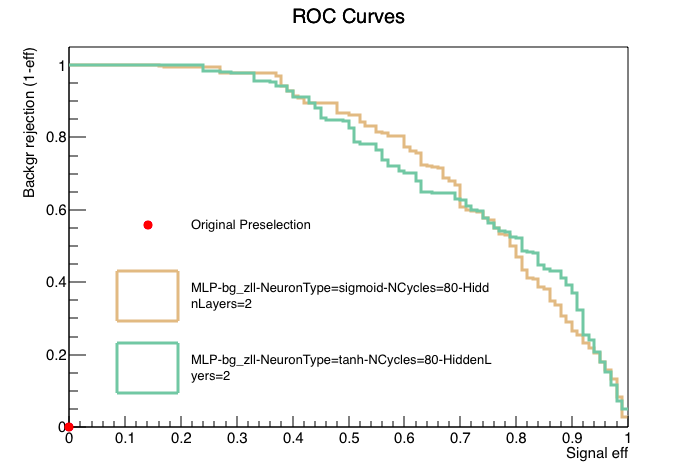 ROC Curves
Backgr rejection (1-eff)
1
0.8
0.6
0.4
0.2
0
Original Preselection
MLP-bg_zll-NeuronType=sigmoid-NCycles=80-Hidd
nLayers=2
MLP-bg_zll-NeuronType=tanh-NCycles=80-HiddenL
yers=2
0 0.1 0.2 0.3 0.4 0.5 0.6 0.7 0.8 0.9 1
Signal eff